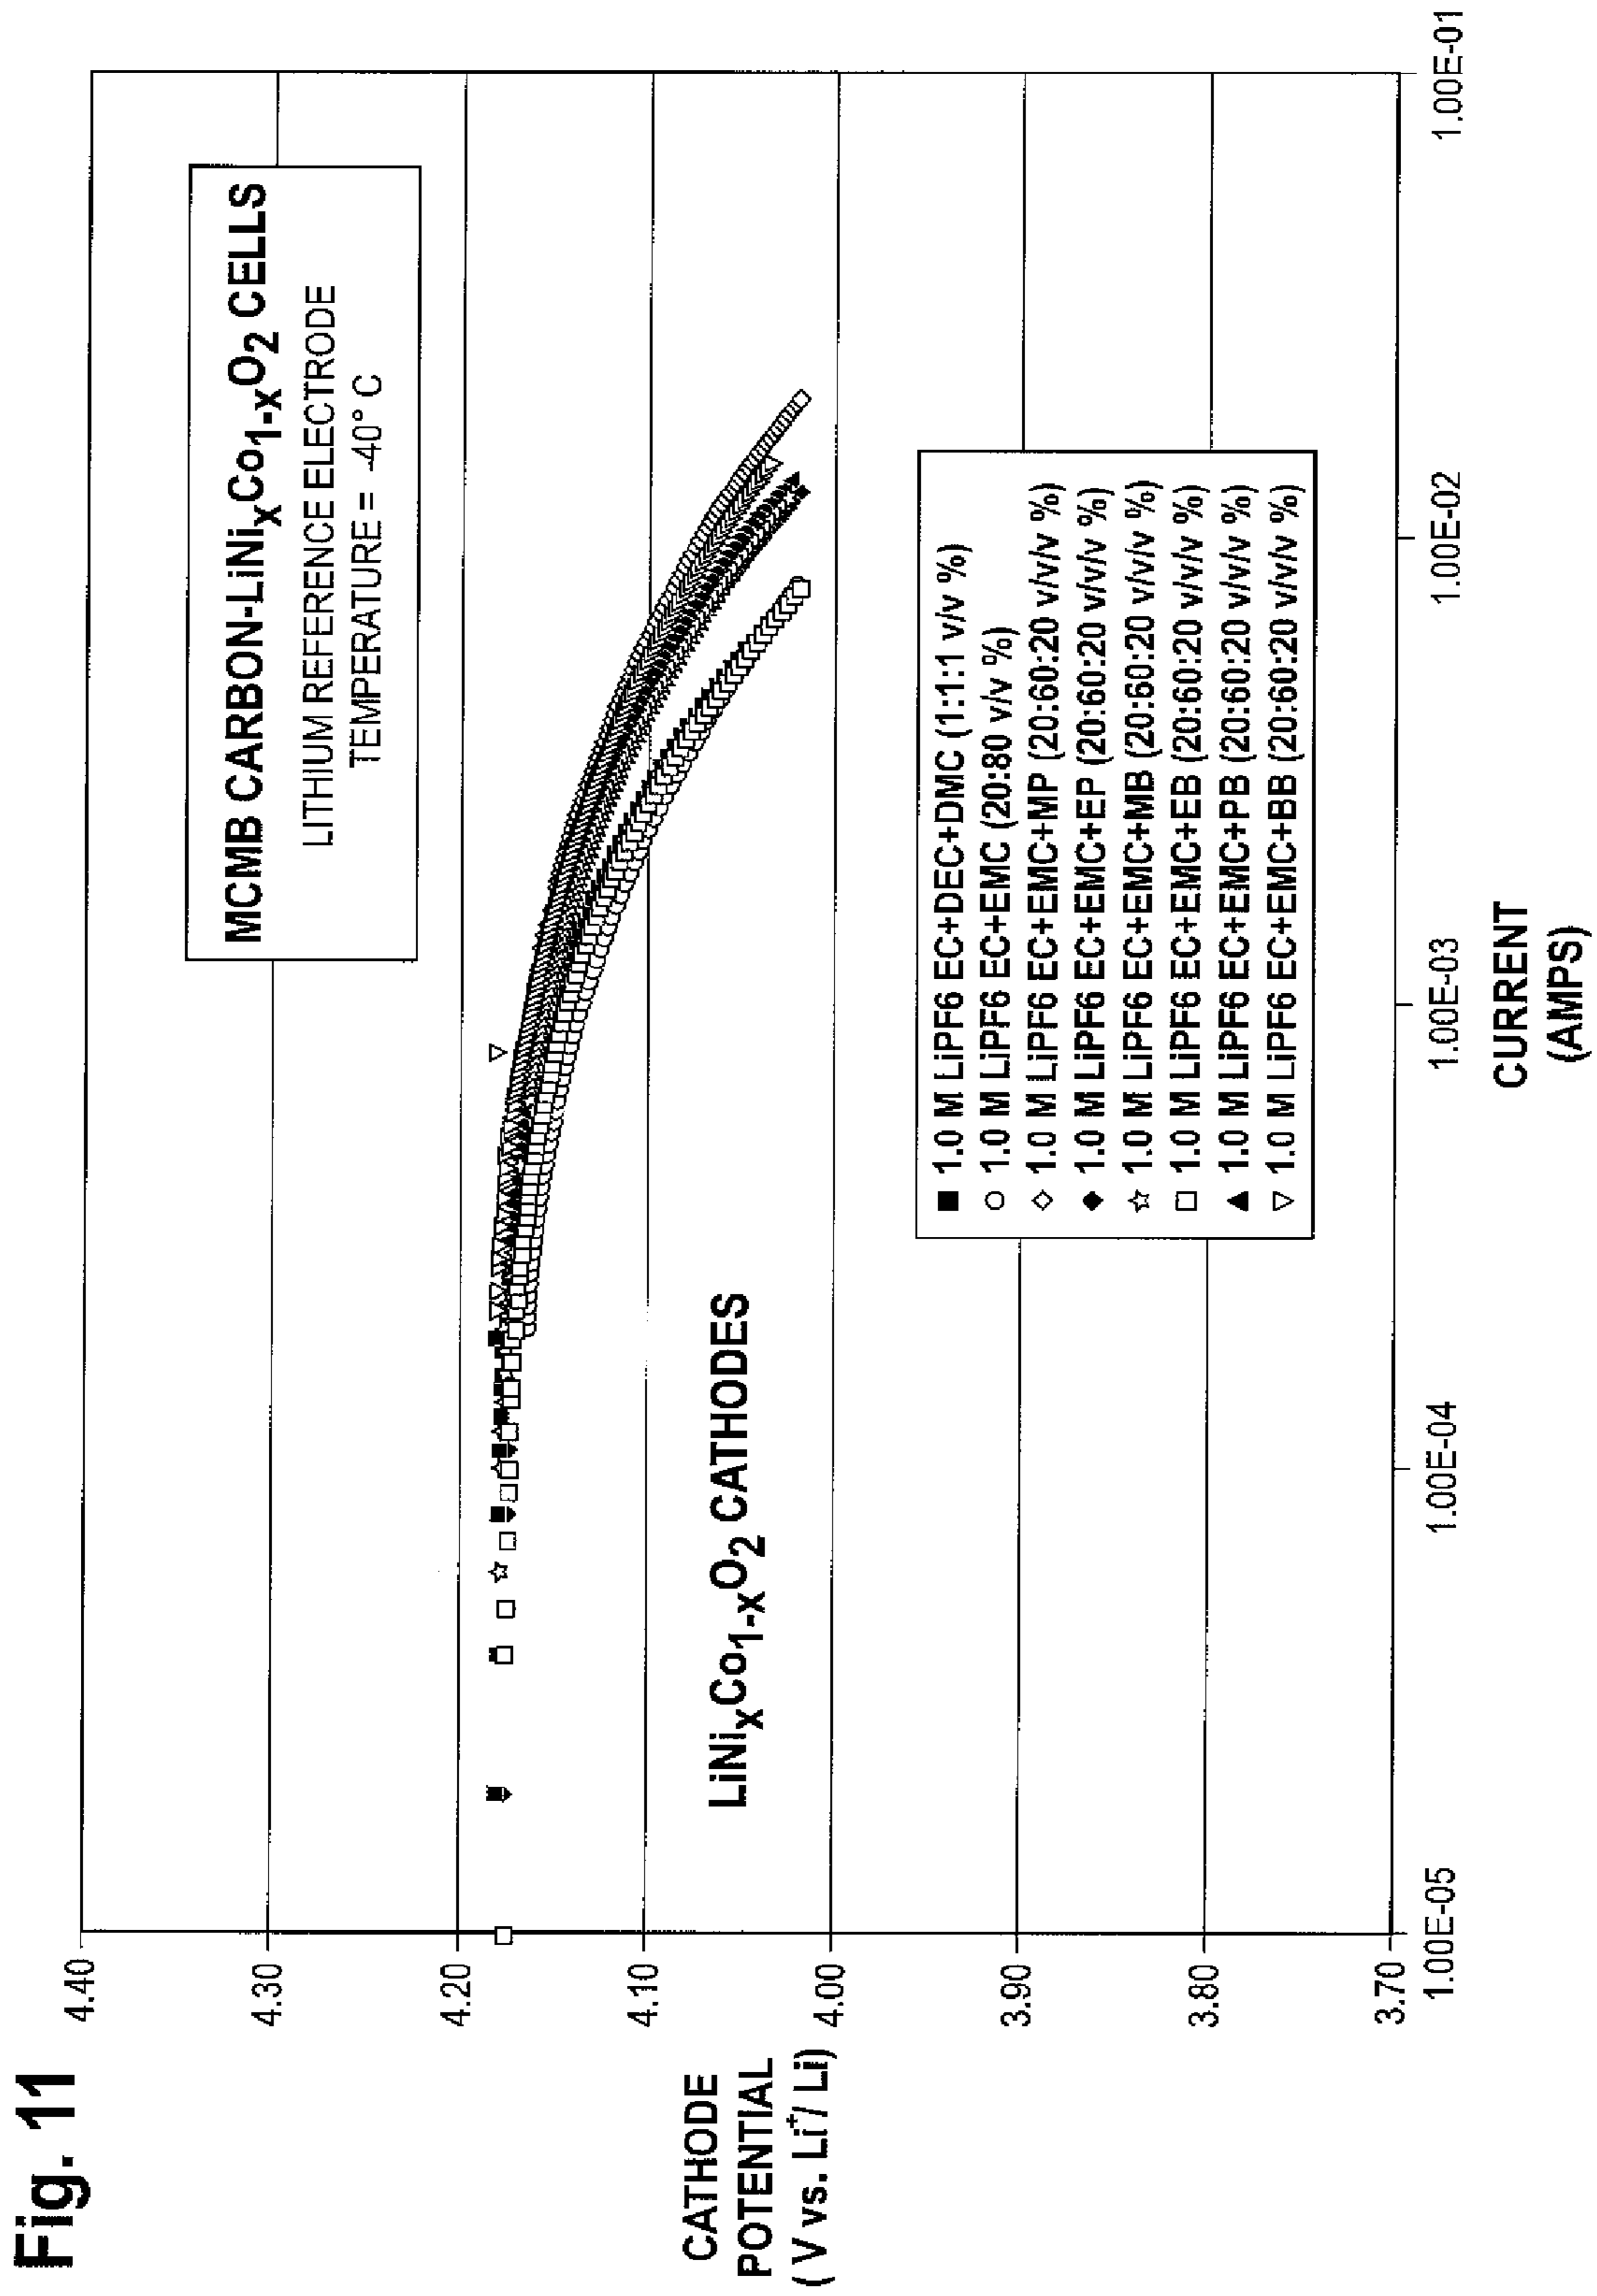 Fig. 11
MCMB CARBON-LiNixCo1-xO2 CELLS
LITHIUM REFERENCE ELECTRODE
TEMPERATURE = -40° C
CATHODE
POTENTIAL
( V vs. Li+/ Li)
4.40
4.30
4.20
4.10
4.00
3.90
3.80
3.70
LiNixCo1-xO2 CATHODES
1.0 M LiPF6 EC+DEC+DMC (1:1:1 v/v %)
1.0 M LiPF6 EC+EMC (20:80 v/v %)
1.0 M LiPF6 EC+EMC+MP (20:60:20 v/v/v %)
1.0 M LiPF6 EC+EMC+EP (20:60:20 v/v/v %)
1.0 M LiPF6 EC+EMC+MB (20:60:20 v/v/v %)
1.0 M LiPF6 EC+EMC+EB (20:60:20 v/v/v %)
1.0 M LiPF6 EC+EMC+PB (20:60:20 v/v/v %)
1.0 M LiPF6 EC+EMC+BB (20:60:20 v/v/v %)
1.00E-05 1.00E-04 1.00E-03 1.00E-02 1.00E-01
CURRENT
(AMPS)